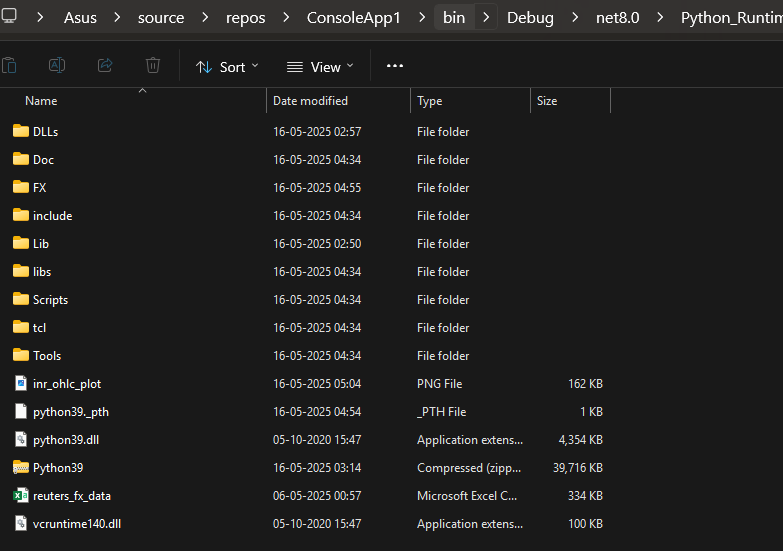 Asus > source > repos > ConsoleApp1 > bin > Debug > net8.0 > Python_Runtim
Sort View ...
Name Date modified Type Size
DLLs 16-05-2025 02:57 File folder
Doc 16-05-2025 04:34 File folder
FX 16-05-2025 04:55 File folder
include 16-05-2025 04:34 File folder
Lib 16-05-2025 02:50 File folder
libs 16-05-2025 04:34 File folder
Scripts 16-05-2025 04:34 File folder
tcl 16-05-2025 04:34 File folder
Tools 16-05-2025 04:34 File folder
inr_ohlc_plot 16-05-2025 05:04 PNG File 162 KB
python39._pth 16-05-2025 04:54 _PTH File 1 KB
python39.dll 05-10-2020 15:47 Application extens... 4,354 KB
Python39 16-05-2025 03:14 Compressed (zipp... 39,716 KB
reuters_fx_data 06-05-2025 00:57 Microsoft Excel C... 334 KB
vcruntime140.dll 05-10-2020 15:47 Application extens... 100 KB